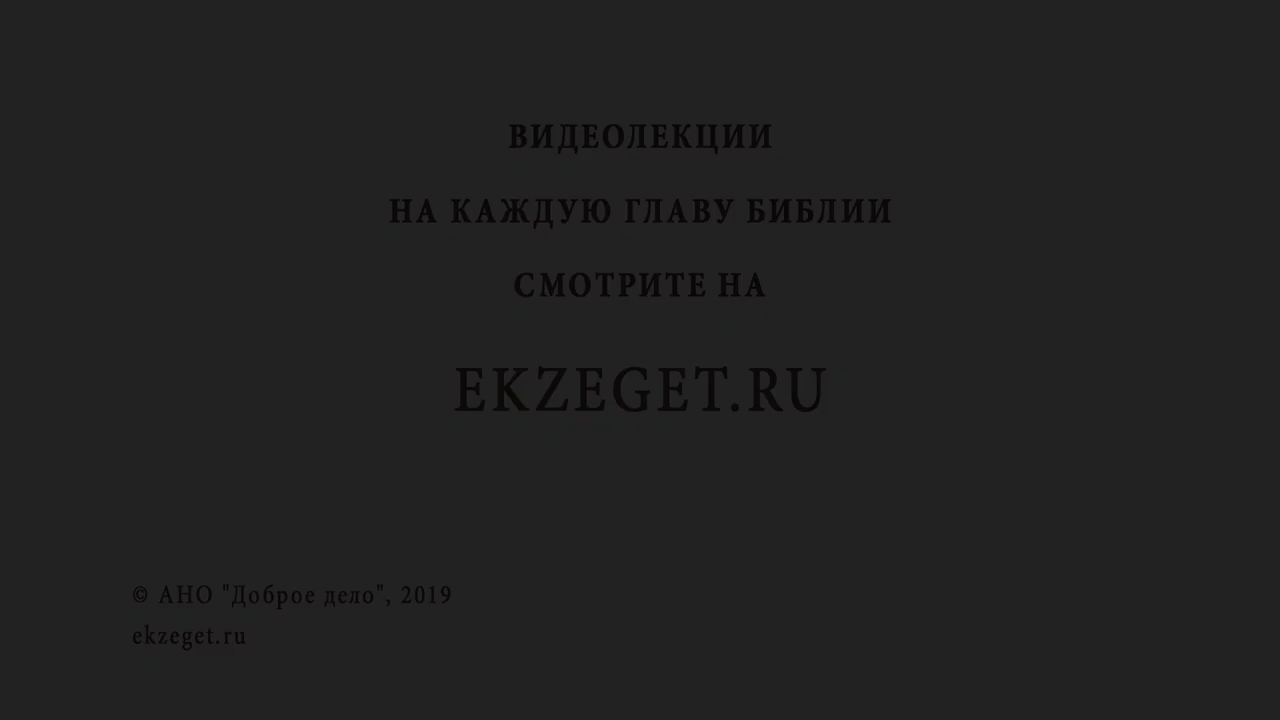 ВИДЕОЛЕКЦИИ
НА КАЖДУЮ ГЛАВУ БИБЛИИ
СМОТРИТЕ НА
EKZEGET.RU
© АНО "Доброе дело", 2019
ekzeget.ru